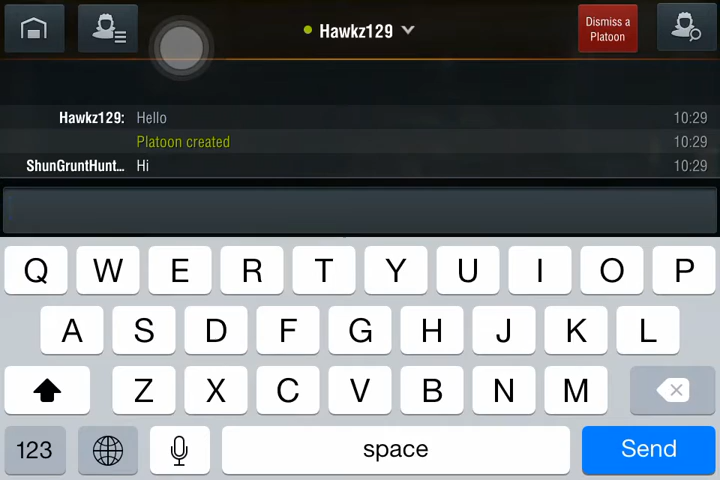 Hawkz129
Dismiss a
Platoon
Hawkz129: Hello 10:29
Platoon created 10:29
ShunGruntHunt... Hi 10:29
Q W E R T Y U I O P
A S D F G H J K L
Z X C V B N M
123 space Send